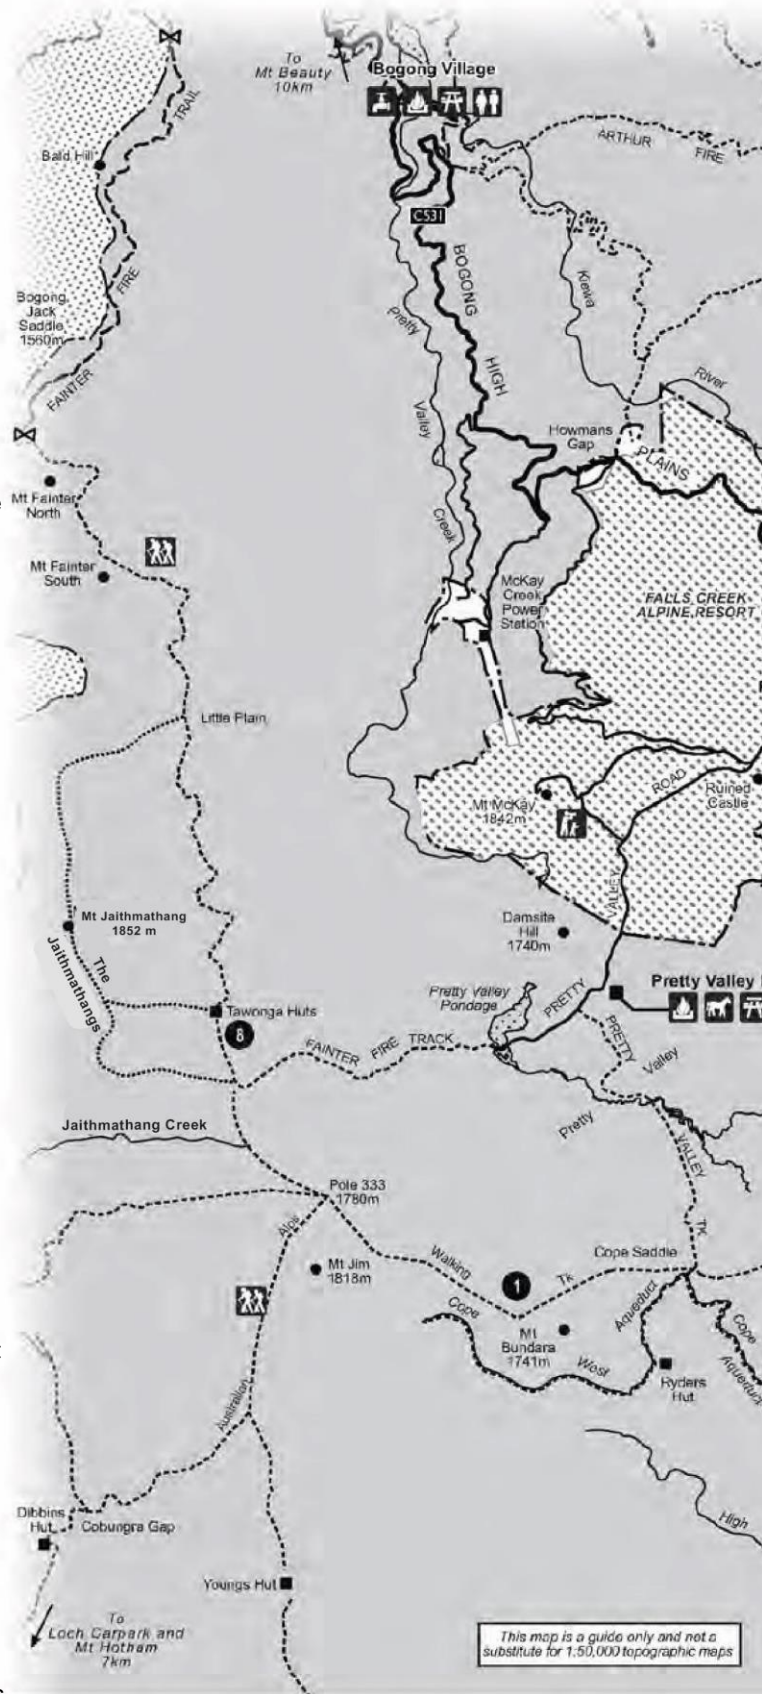 To
Mt Beauty
10km
Bogong Village
TRAIL
ARTHUR
FIRE
Bald Hill
C531
BOGONG
HIGH
PLAINS
Kiewa
River
FIRE
Bogong
Jack
Saddle
1560m
FAINTER
Pretty
Valley
Creek
Howmans
Gap
Mt Fainter
North
Mt Fainter
South
McKay
Creek
Power
Station
FALLS CREEK
ALPINE RESORT
Little Plain
Mt McKay
1842m
ROAD
Ruined
Castle
VALLEY
PRETTY
Mt Jaithmathang
1852 m
The
Jaithmathangs
Damsite
Hill
1740m
Pretty Valley
Pretty Valley
Pondage
Tawonga Huts
8
FAINTER FIRE TRACK
PRETTY
VALLEY
TK
Pretty
Valley
Jaithmathang Creek
Pole 333
1780m
Australian
Alps
Walking
Tk
Cope Saddle
Mt Jim
1818m
1
Cope
West
Aqueduct
Mt
Bundara
1741m
Cope
Aqueduct
Ryders
Hut
Dibbins
Hut
Cobungra Gap
High
Youngs Hut
To
Loch Carpark and
Mt Hotham
7km
This map is a guide only and not a
substitute for 1:50,000 topographic maps